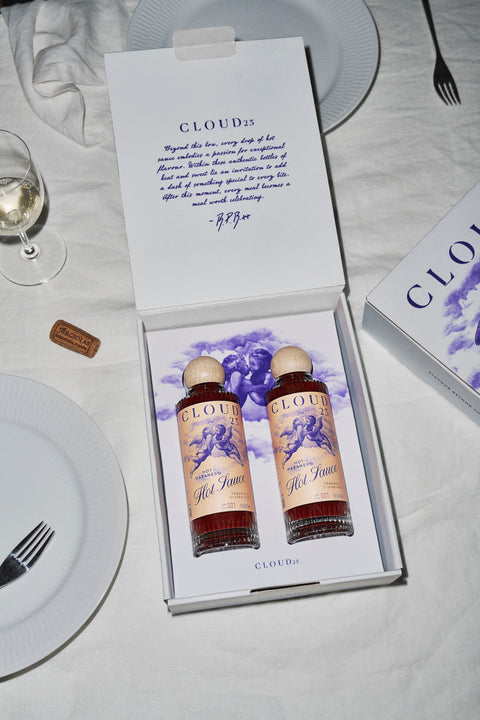 CLOUD23
Beyond this box, every drop of hot
sauce embodies a passion for exceptional
flavour. Within these authentic bottles of
heat and sweet lie an invitation to add
a dash of something special to every bite.
After this moment, every meal becomes a
meal worth celebrating.
CLOU
CLOUD
23
HOT
HABANERO
Hot Sauce
CLOUD
23
HOT
HABANERO
Hot Sauce
CLOUD23